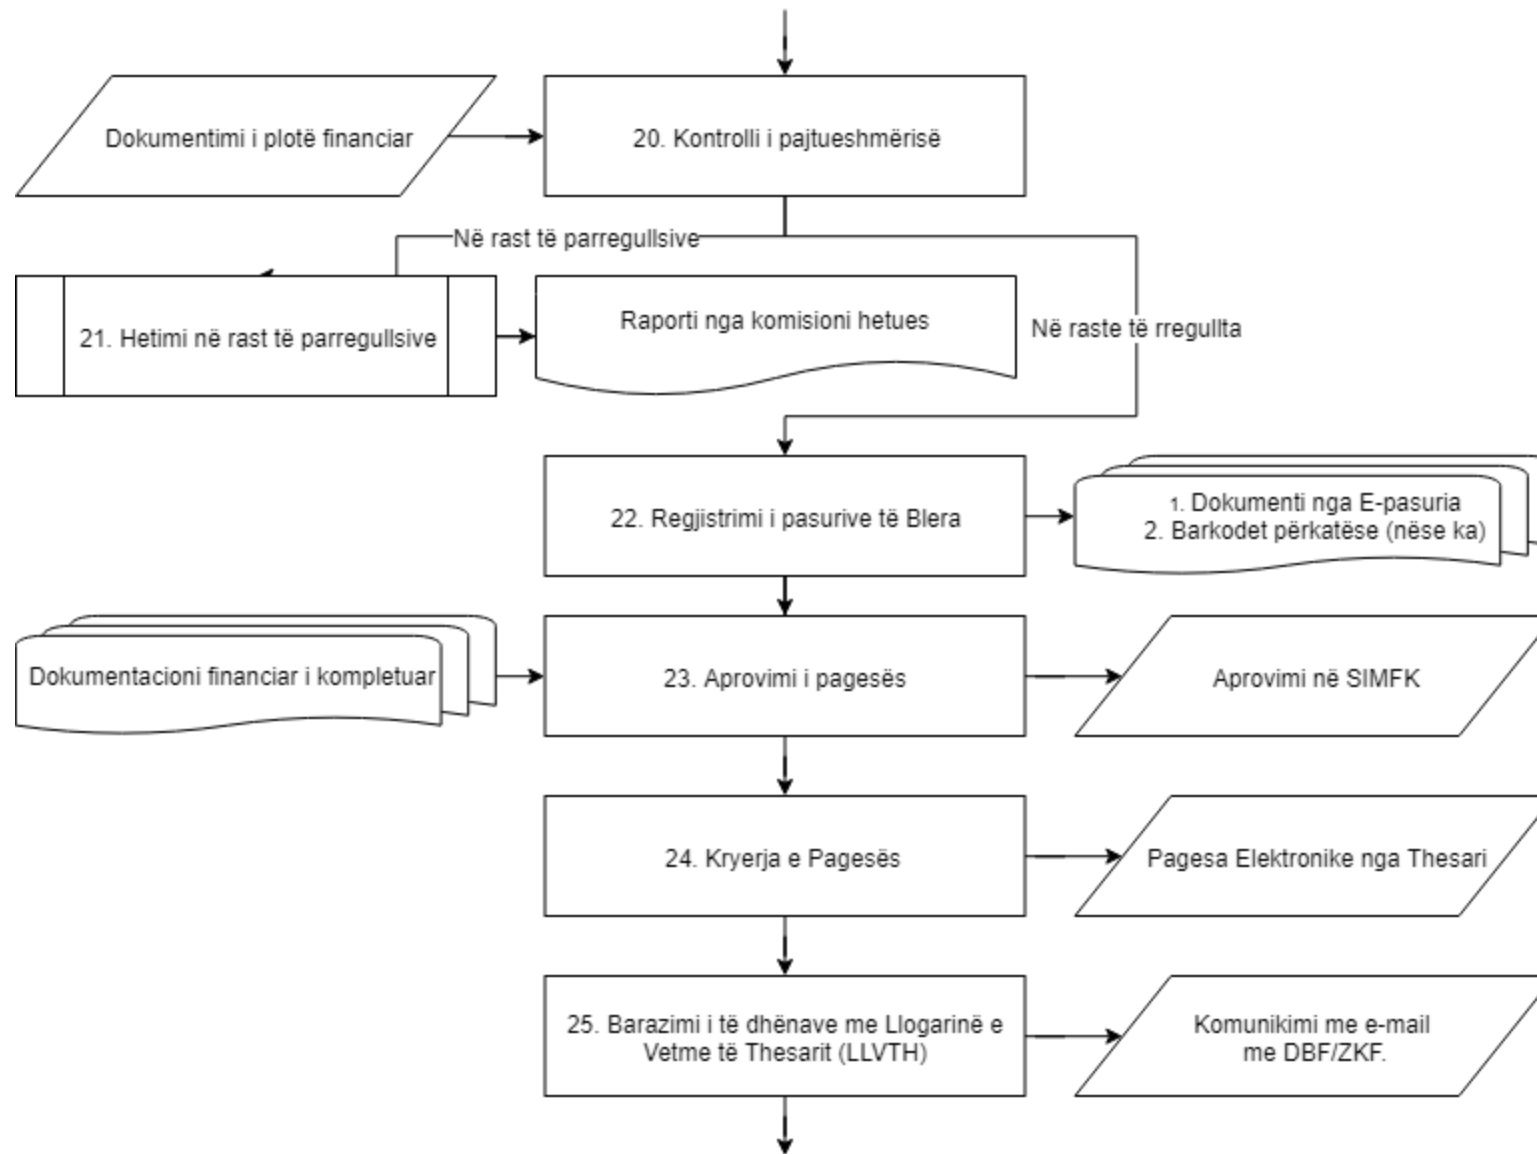 Dokumentimi i plotë financiar
20. Kontrolli i pajtueshmërisë
Në rast të parregullsive
21. Hetimi në rast të parregullsive
Raporti nga komisioni hetues
Në raste të rregullta
22. Regjistrimi i pasurive të Blera
1. Dokumenti nga E-pasuria
2. Barkodet përkatëse (nëse ka)
Dokumentacioni financiar i kompletuar
23. Aprovimi i pagesës
Aprovimi në SIMFK
24. Kryerja e Pagesës
Pagesa Elektronike nga Thesari
25. Barazimi i të dhënave me Llogarinë e
Vetme të Thesarit (LLVTH)
Komunikimi me e-mail
me DBF/ZKF.